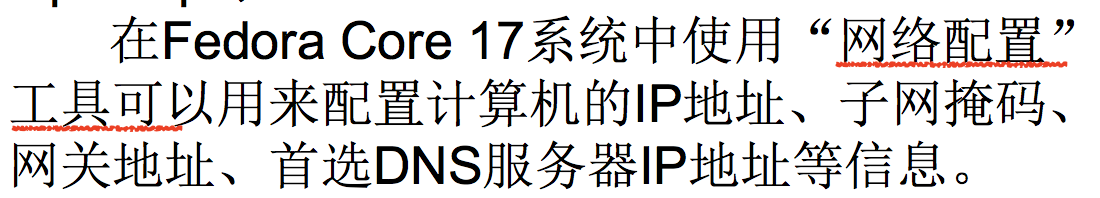 在Fedora Core 17系统中使用“网络配置”
工具可以用来配置计算机的IP地址、子网掩码、
网关地址、首选DNS服务器IP地址等信息。